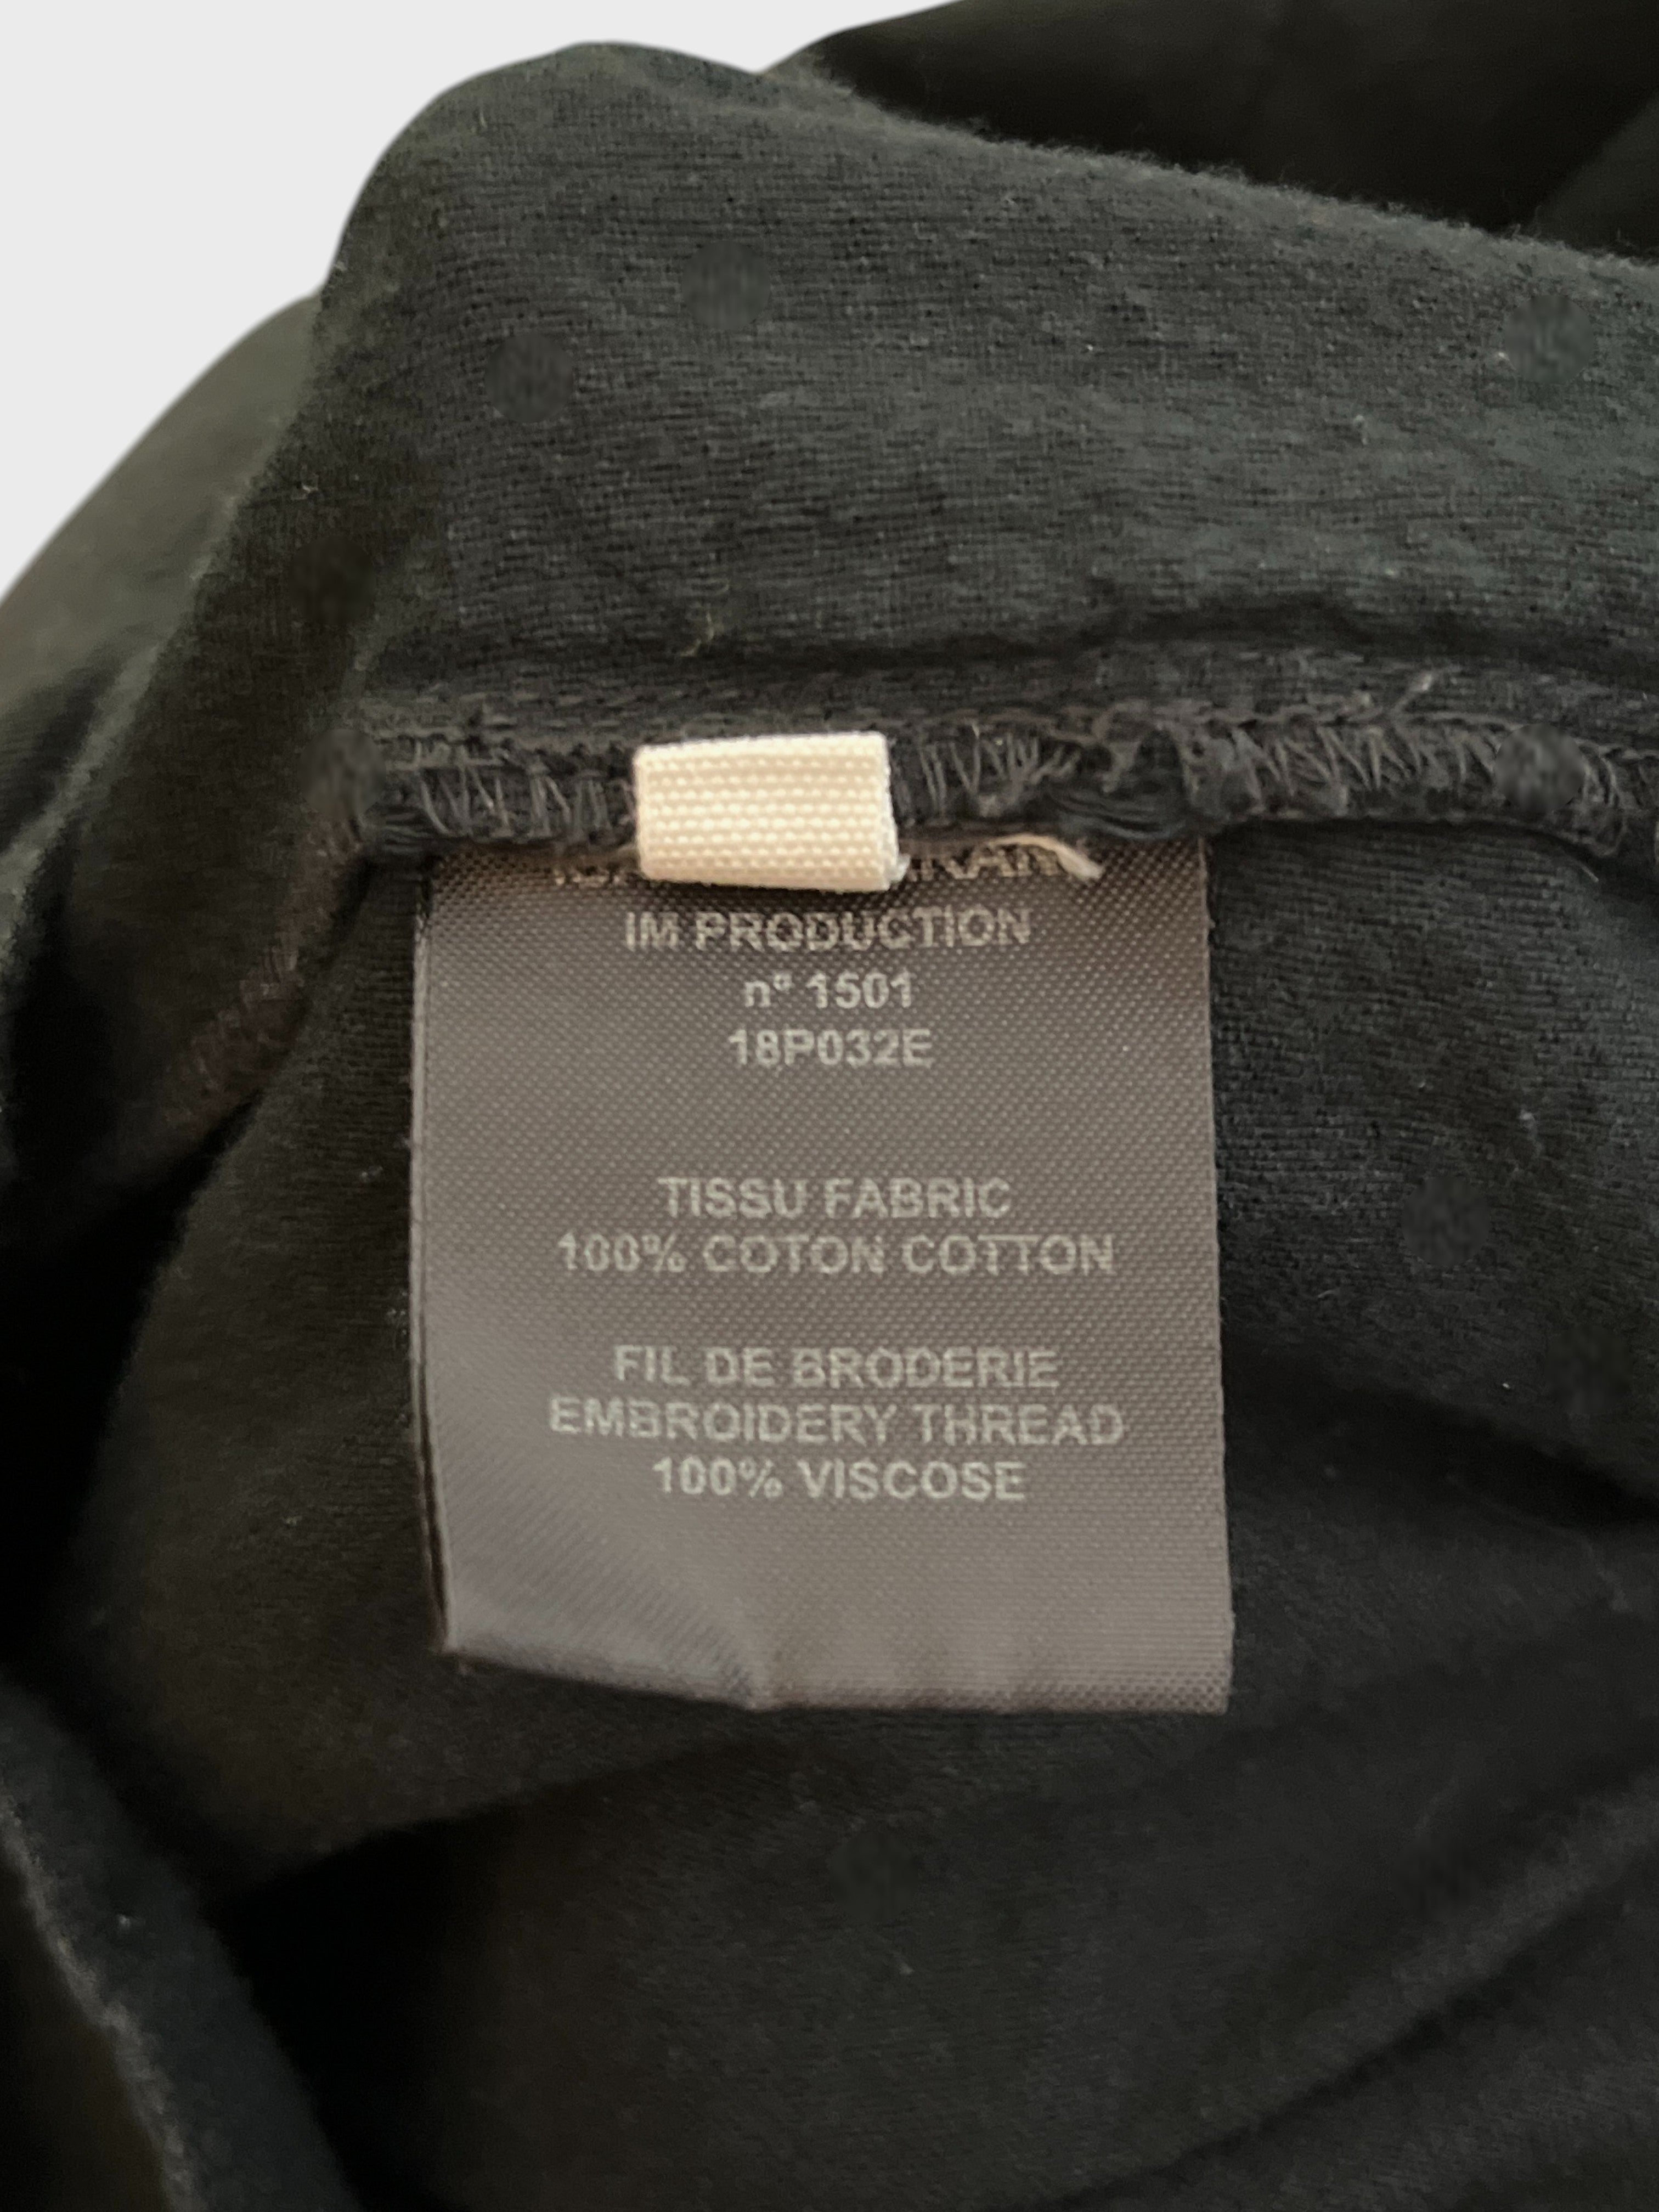 IM PRODUCTION
n° 1501
18P032E
TISSU FABRIC
100% COTON COTTON
FIL DE BRODERIE
EMBROIDERY THREAD
100% VISCOSE